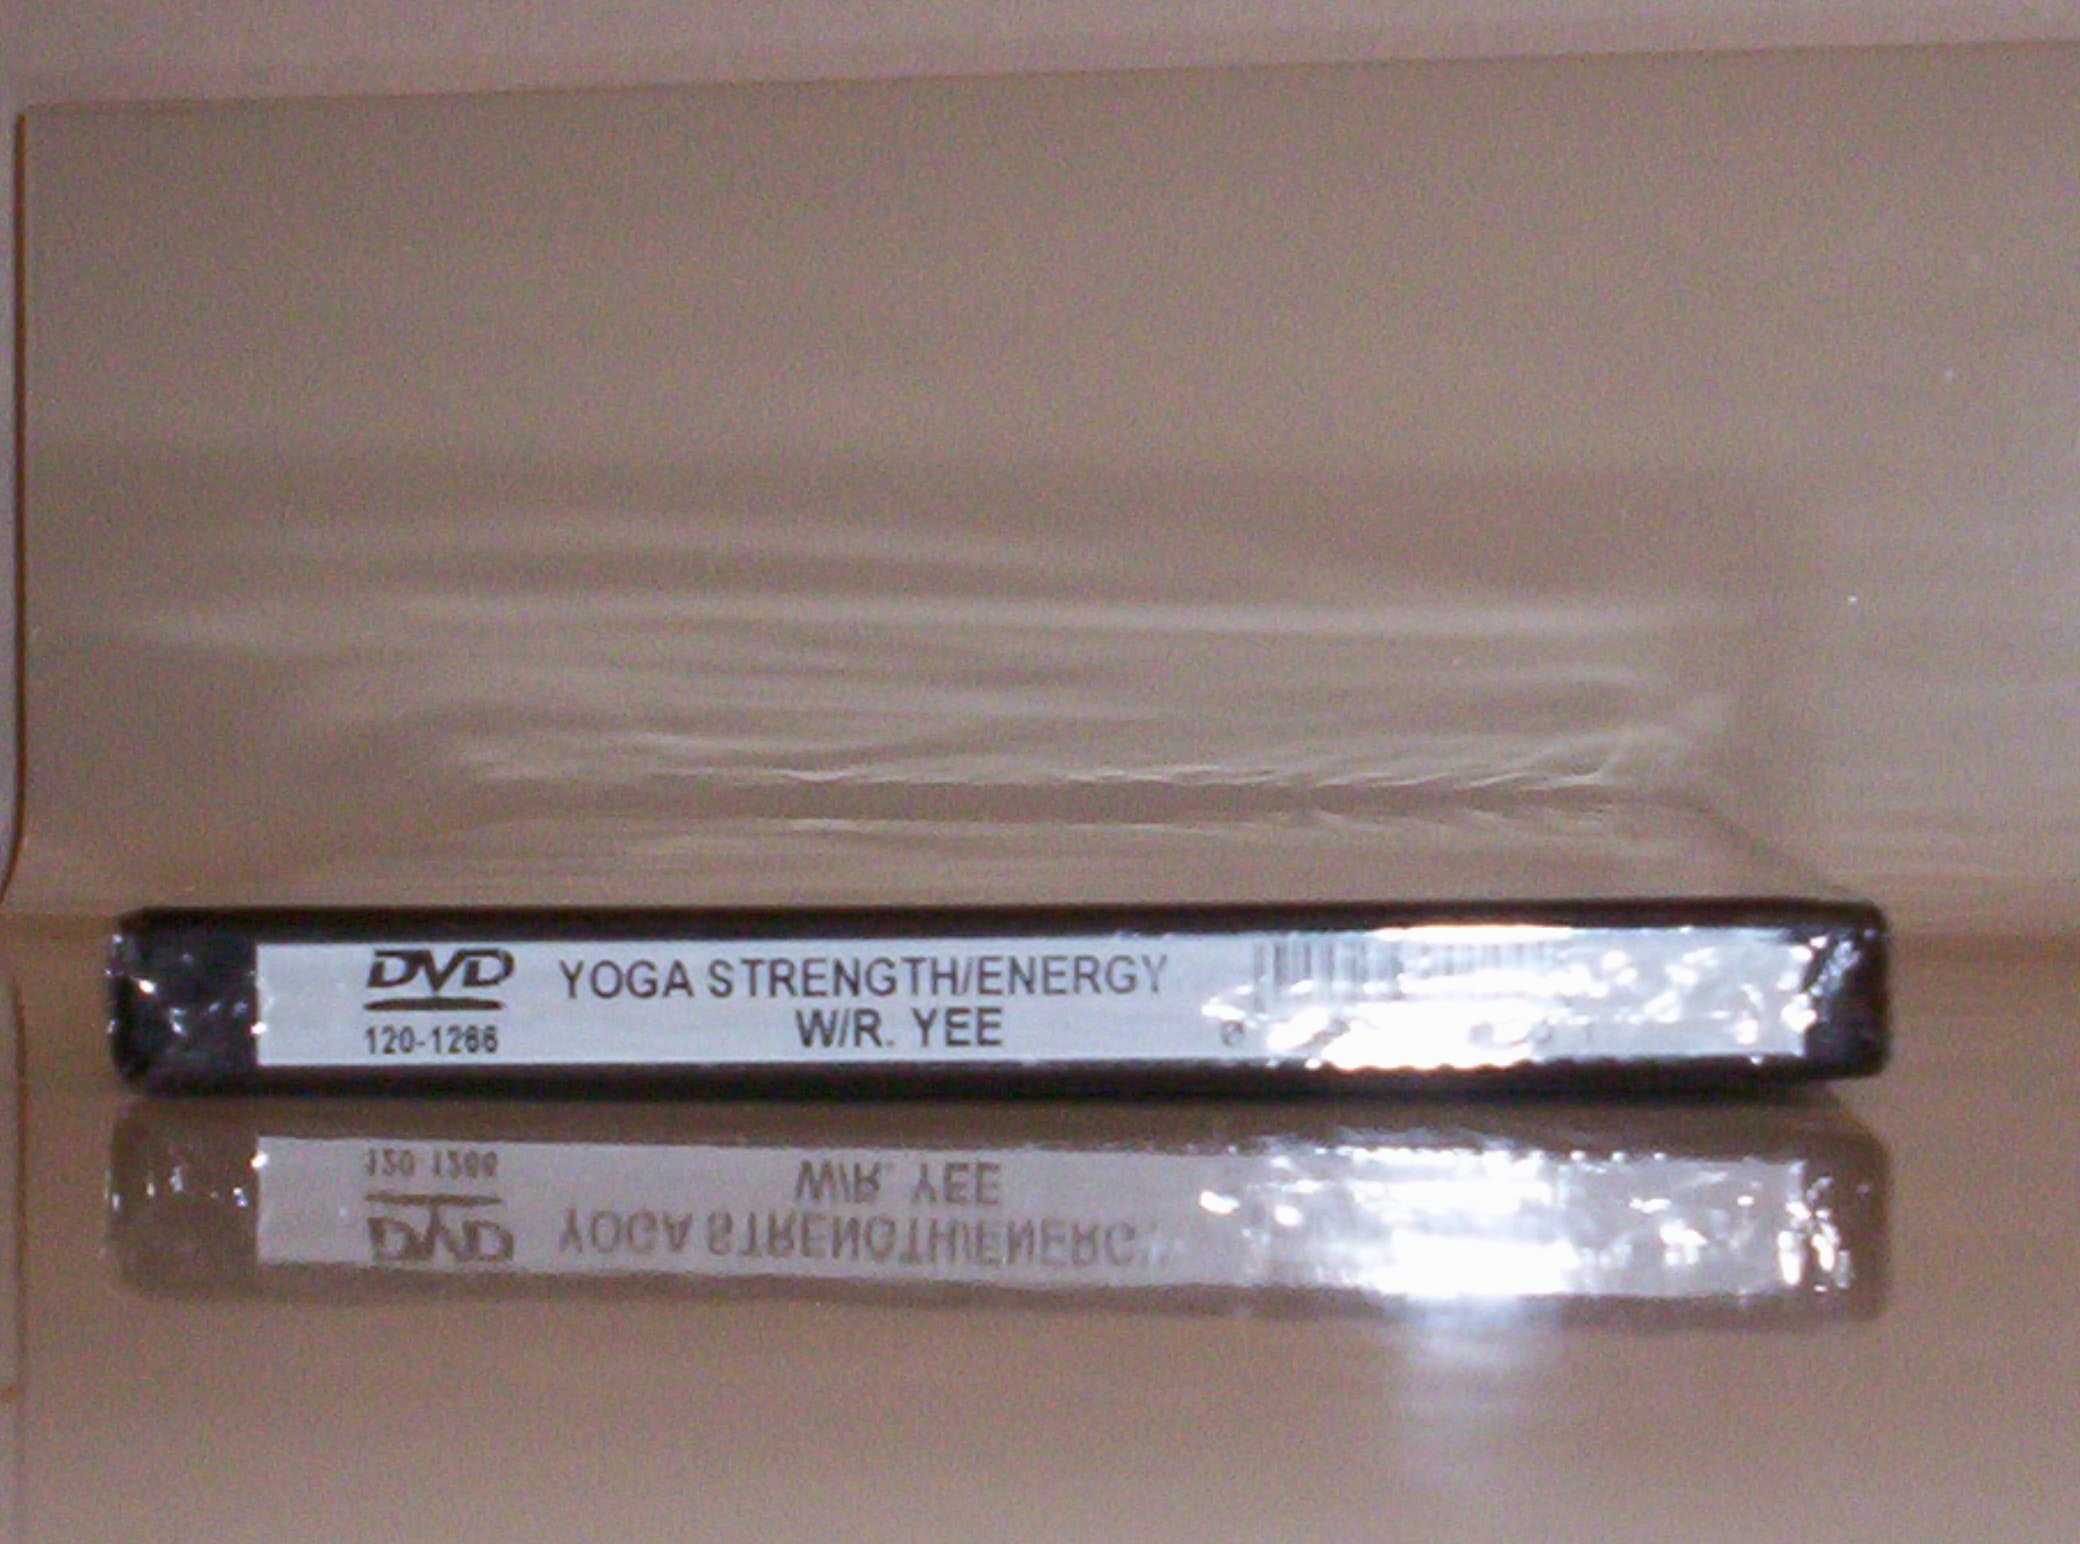 DVD
120-1266
YOGA STRENGTH/ENERGY
W/R. YEE